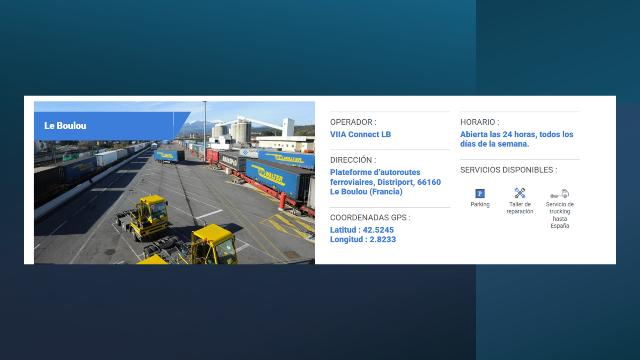 Le Boulou
OPERADOR :
VIIA Connect LB
DIRECCIÓN :
Plateforme d'autoroutes
ferroviaires, Distriport, 66160
Le Boulou (Francia)
COORDENADAS GPS :
Latitud : 42.5245
Longitud : 2.8233
HORARIO :
Abierta las 24 horas, todos los
días de la semana.
SERVICIOS DISPONIBLES :
P
Parking
Taller de
reparación
Servicio de
trucking
hasta
España